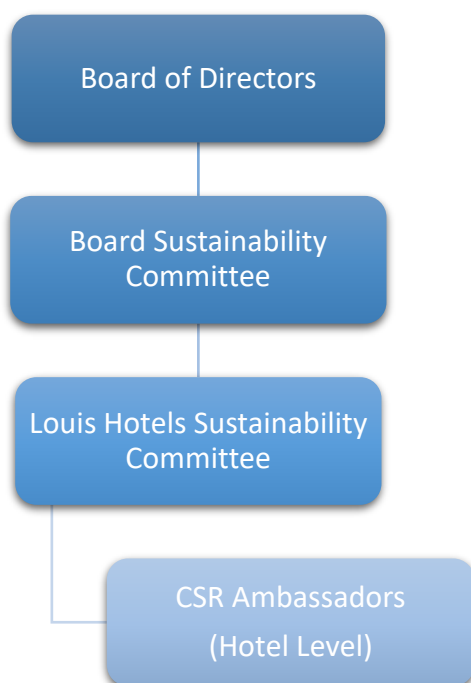 Board of Directors
Board Sustainability
Committee
Louis Hotels Sustainability
Committee
CSR Ambassadors
(Hotel Level)